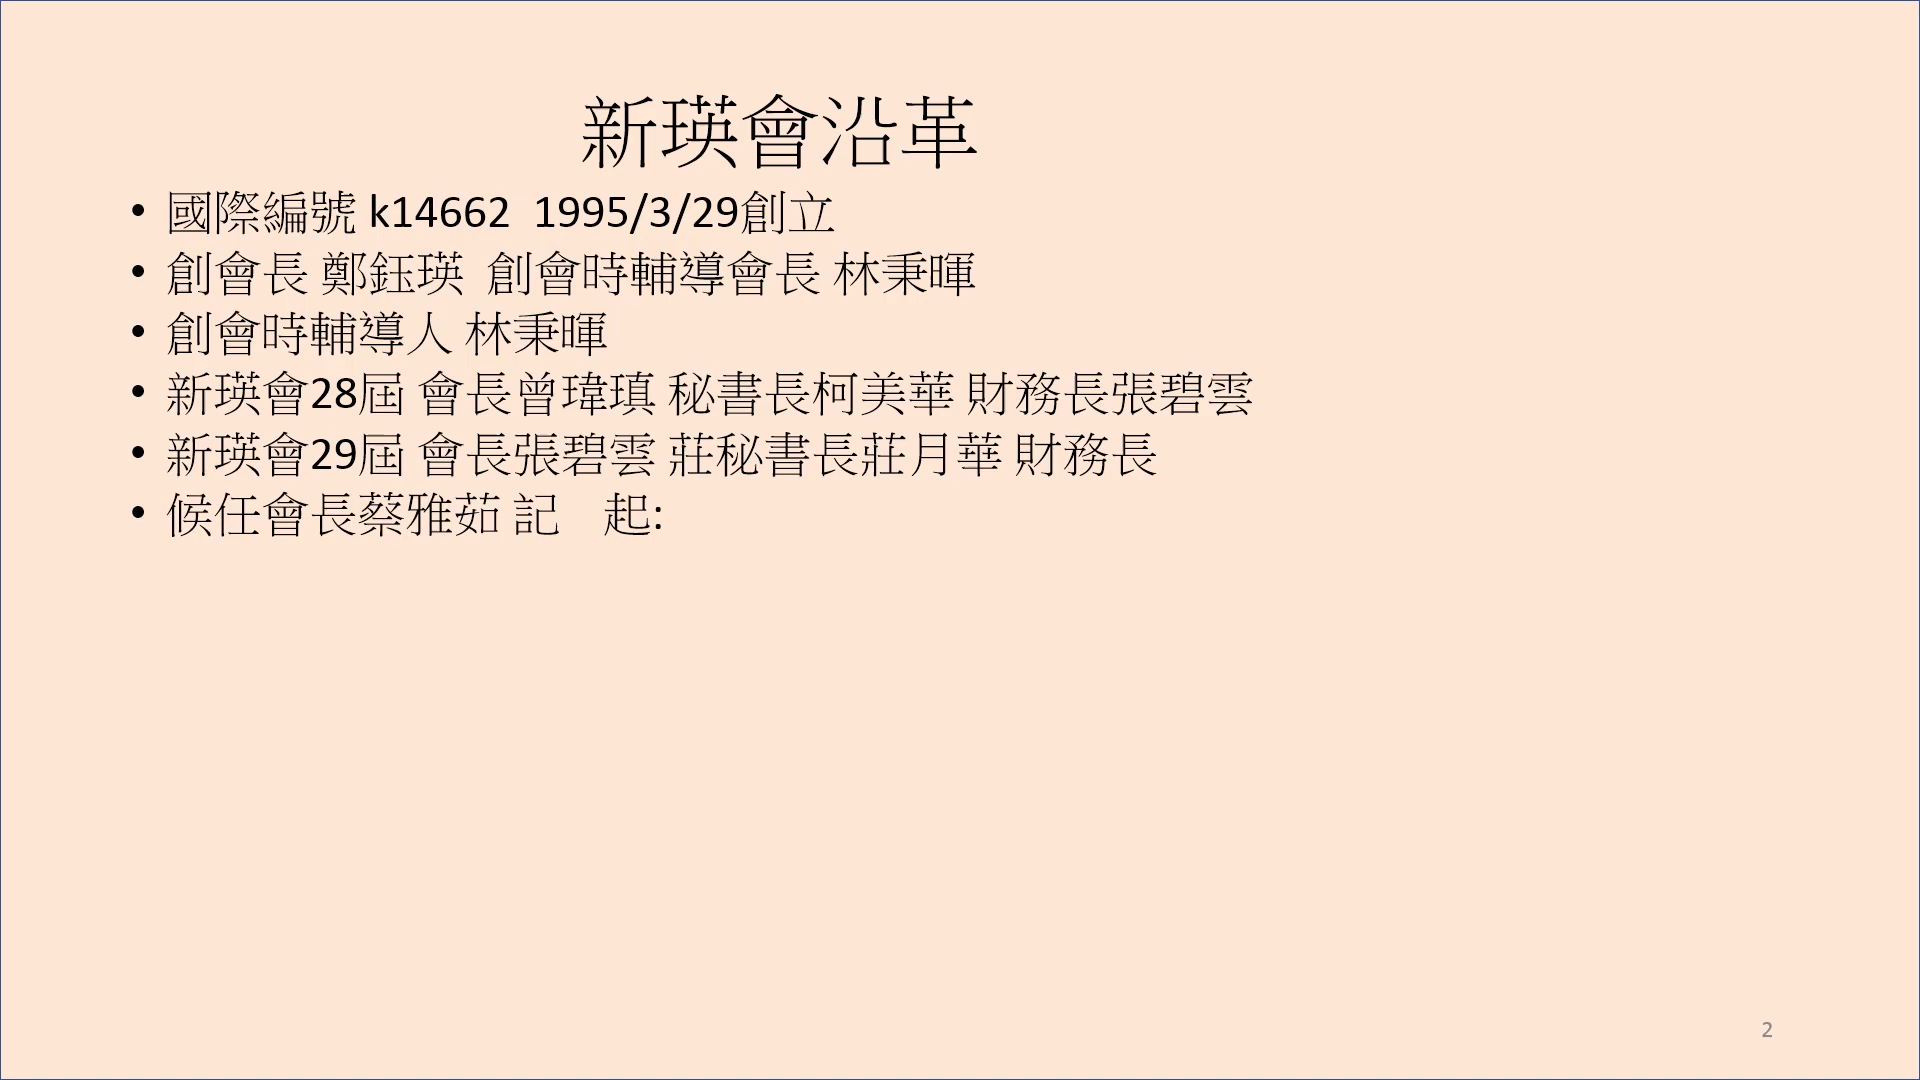 新瑛會沿革
• 國際編號 k14662  1995/3/29創立
• 創會長 鄭鈺瑛  創會時輔導會長 林秉暉
• 創會時輔導人 林秉暉
• 新瑛會28屆 會長曾瑋瑱 秘書長柯美華 財務長張碧雲
• 新瑛會29屆 會長張碧雲 莊秘書長莊月華 財務長
• 候任會長蔡雅茹 記　起:
2